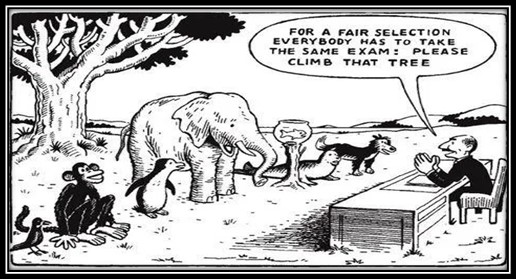 FOR A FAIR SELECTION
EVERYBODY HAS TO TAKE
THE SAME EXAM: PLEASE
CLIMB THAT TREE